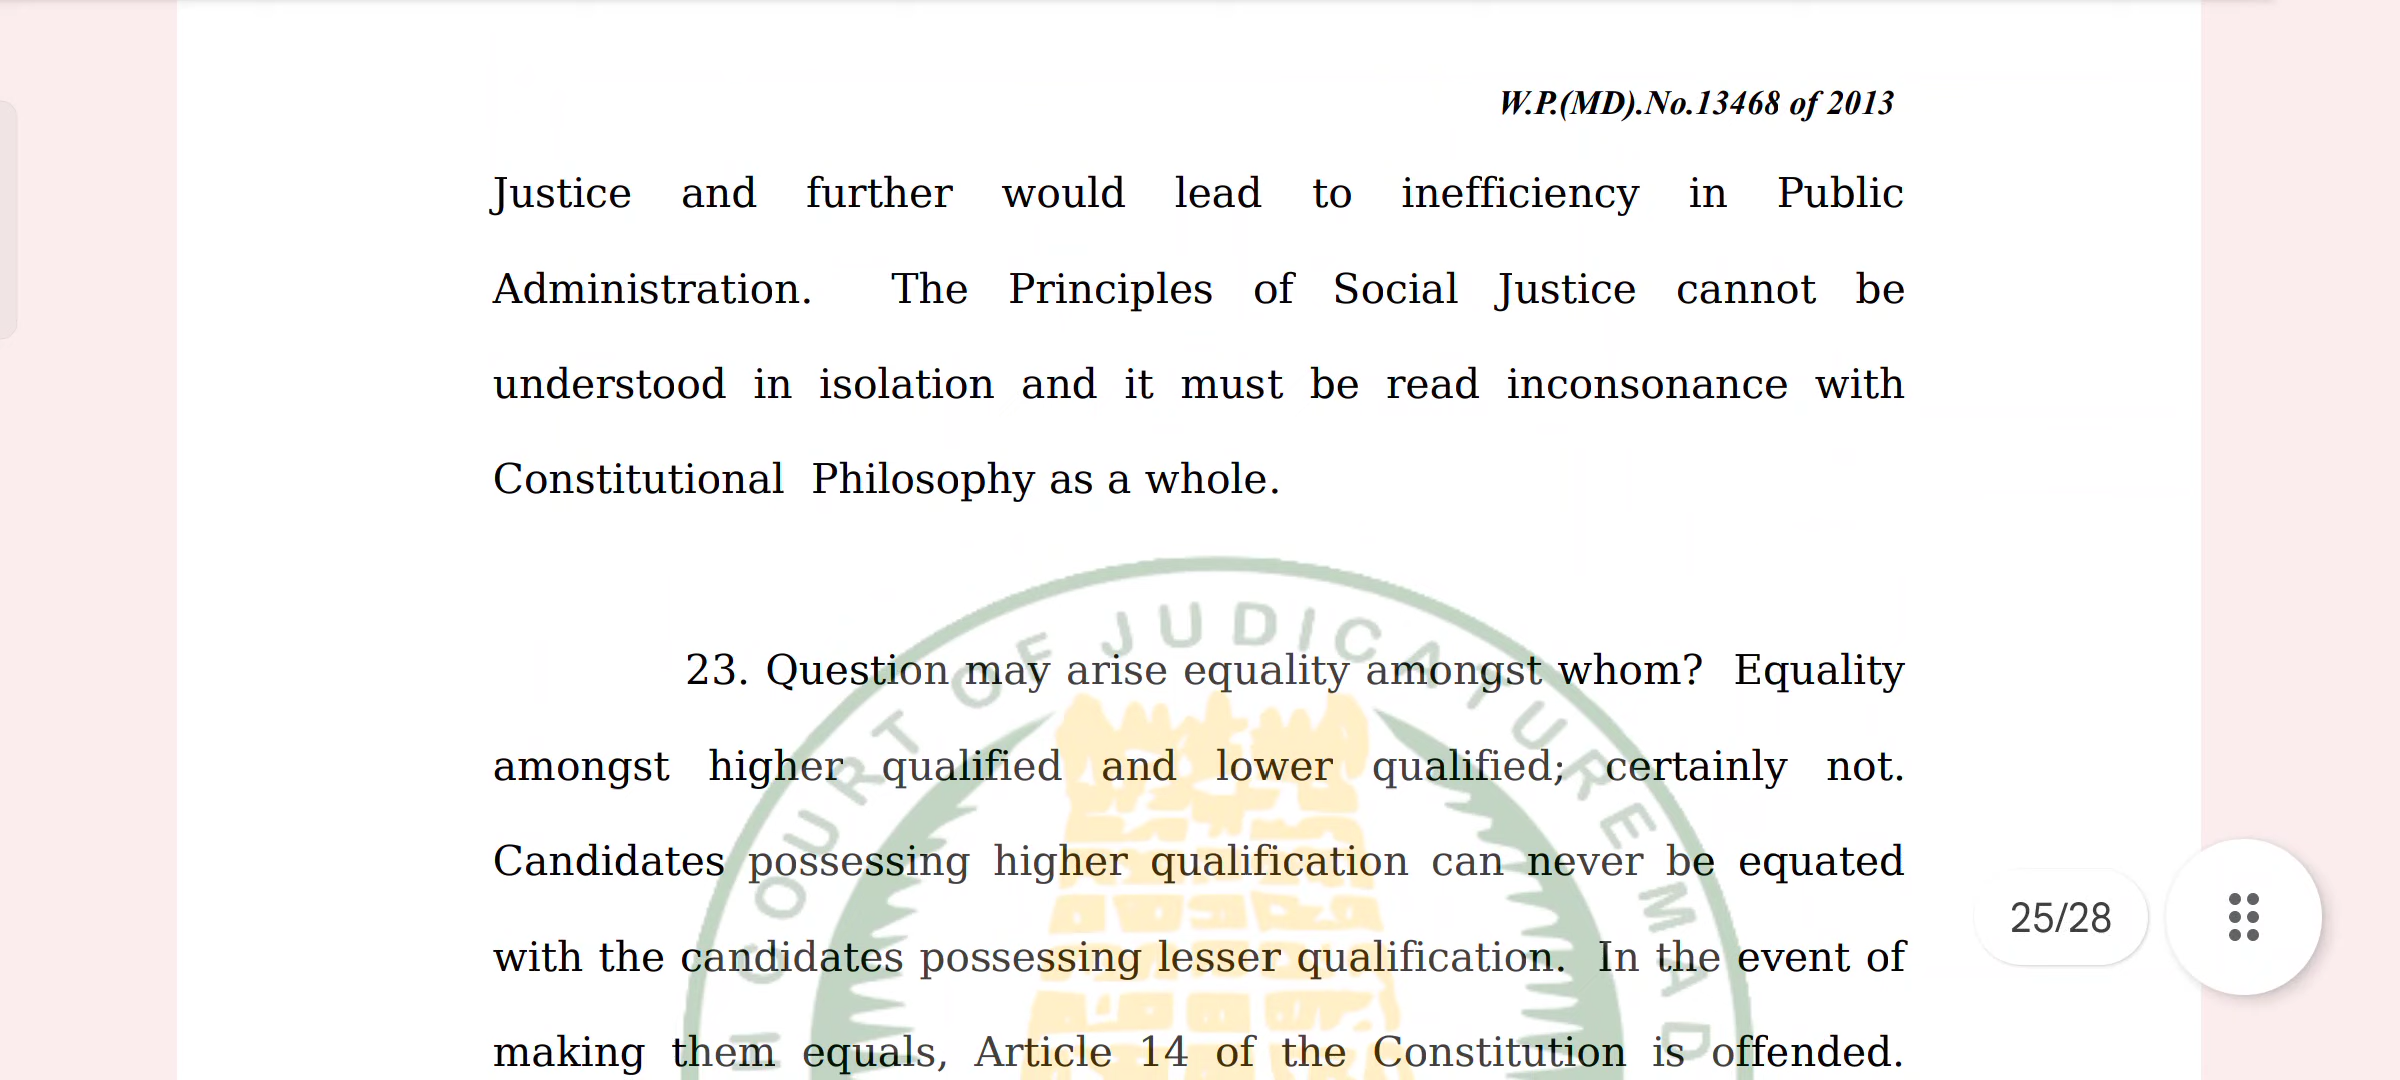 W.P.(MD).No.13468 of 2013
Justice and further would lead to inefficiency in Public
Administration. The Principles of Social Justice cannot be
understood in isolation and it must be read inconsonance with
Constitutional Philosophy as a whole.
H COURT OF JUDICATURE MAD
23. Question may arise equality amongst whom? Equality
amongst higher qualified and lower qualified; certainly not.
Candidates possessing higher qualification can never be equated
with the candidates possessing lesser qualification. In the event of
making them equals, Article 14 of the Constitution is offended.
25/28